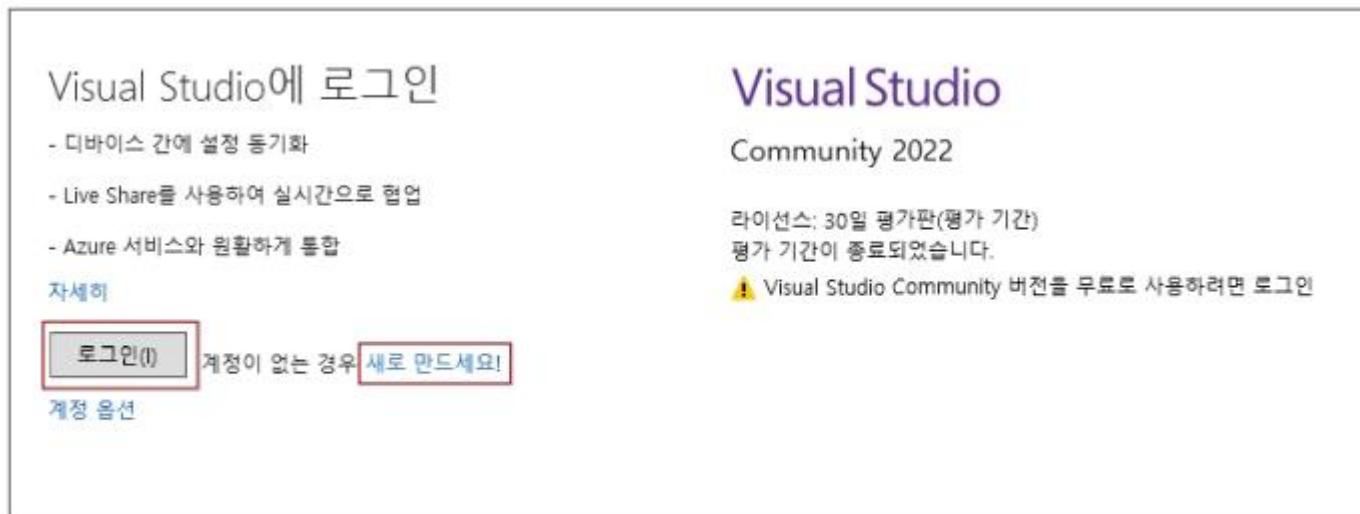 Visual Studio에 로그인
- 디바이스 간에 설정 동기화
- Live Share를 사용하여 실시간으로 협업
- Azure 서비스와 원활하게 통합
자세히
로그인(I) 계정이 없는 경우 새로 만드세요!
계정 옵션
Visual Studio
Community 2022
라이선스: 30일 평가판(평가 기간)
평가 기간이 종료되었습니다.
Visual Studio Community 버전을 무료로 사용하려면 로그인